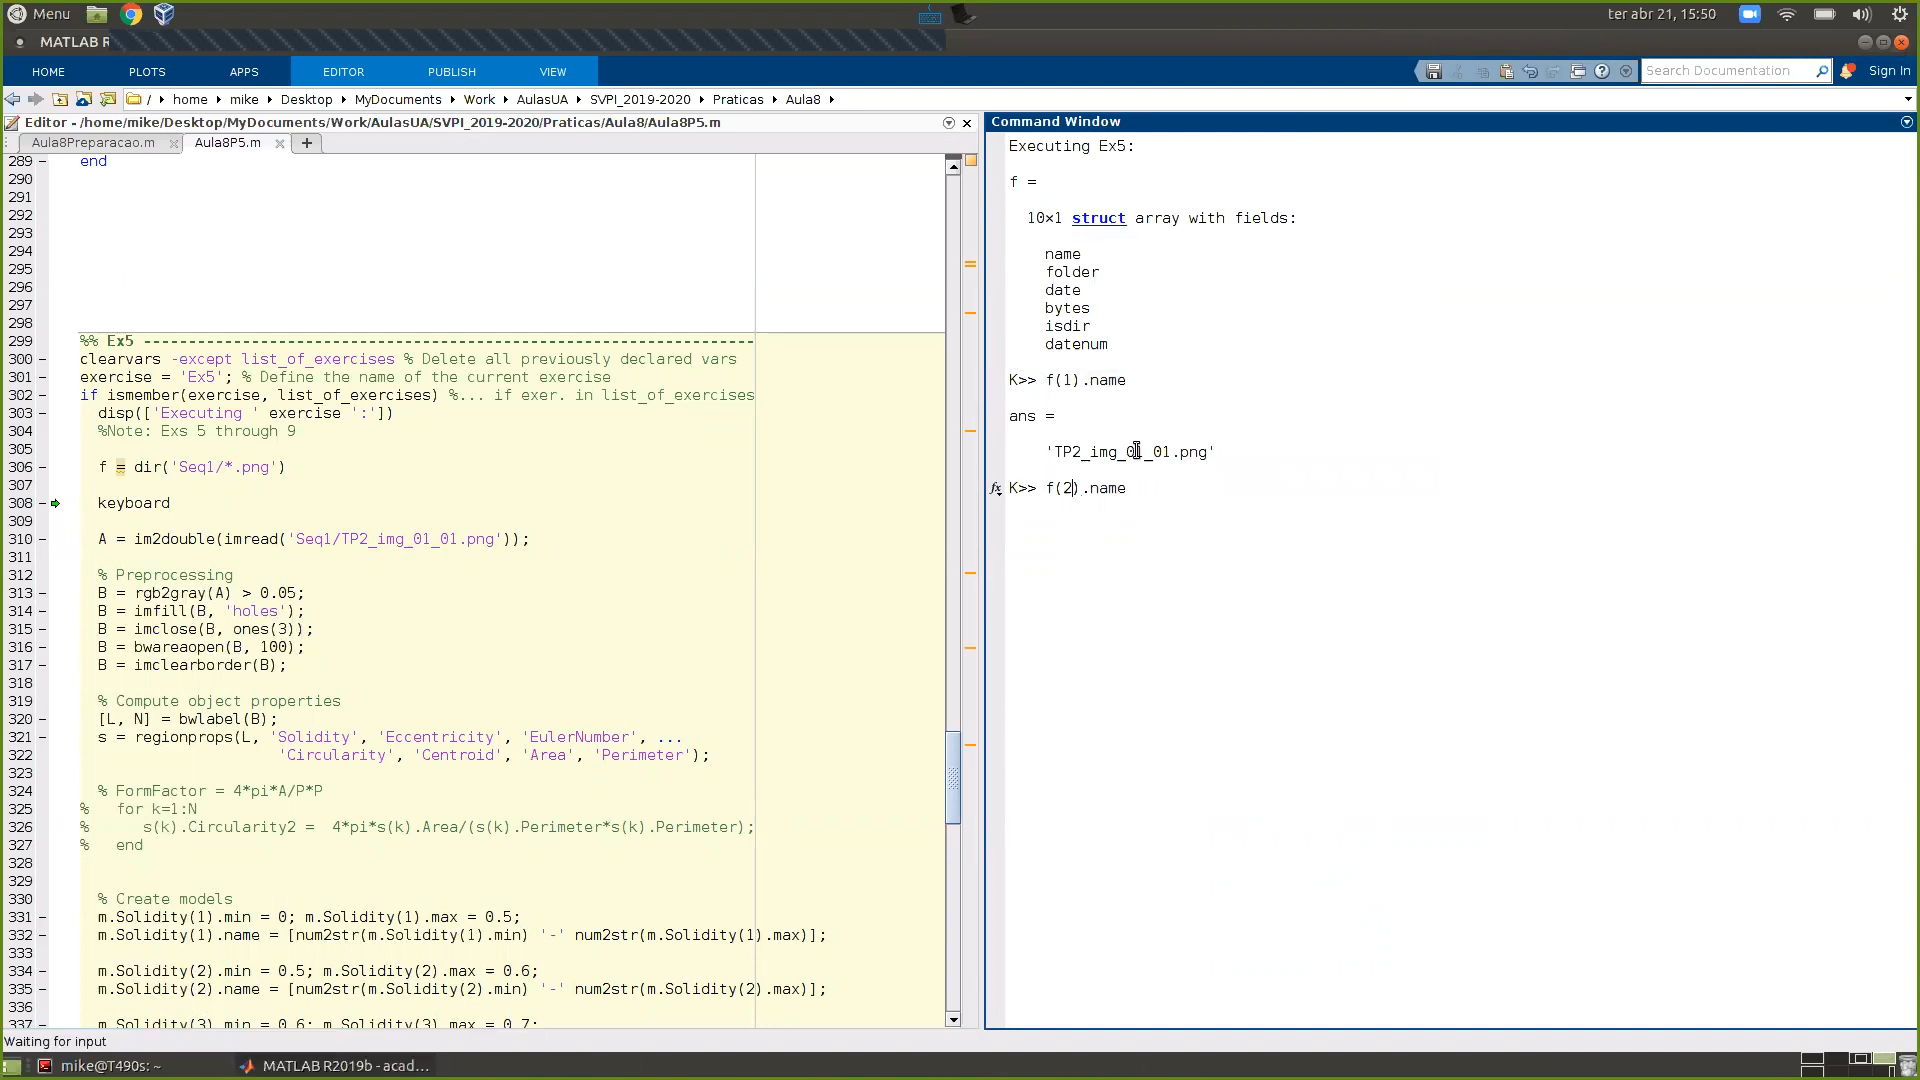 Menu
ter abr 21, 15:50
MATLAB R
HOME PLOTS APPS EDITOR PUBLISH VIEW
Search Documentation
Sign In
/ home mike Desktop MyDocuments Work AulasUA SVPI_2019-2020 Praticas Aula8
Editor - /home/mike/Desktop/MyDocuments/Work/AulasUA/SVPI_2019-2020/Praticas/Aula8/Aula8P5.m
Aula8Preparacao.m Aula8P5.m
289 – end
290
291
292
293
294
295
296
297
298
299 %% Ex5 --------------------------------------------------------------------
300 – clearvars -except list_of_exercises % Delete all previously declared vars
301 – exercise = 'Ex5'; % Define the name of the current exercise
302 – if ismember(exercise, list_of_exercises) %... if exer. in list_of_exercises
303 – disp(['Executing ' exercise ':'])
304 %Note: Exs 5 through 9
305
306 – f = dir('Seq1/*.png')
307
308 – keyboard
309
310 – A = im2double(imread('Seq1/TP2_img_01_01.png'));
311
312 % Preprocessing
313 – B = rgb2gray(A) > 0.05;
314 – B = imfill(B, 'holes');
315 – B = imclose(B, ones(3));
316 – B = bwareaopen(B, 100);
317 – B = imclearborder(B);
318
319 % Compute object properties
320 – [L, N] = bwlabel(B);
321 – s = regionprops(L, 'Solidity', 'Eccentricity', 'EulerNumber', ...
322 'Circularity', 'Centroid', 'Area', 'Perimeter');
323
324 % FormFactor = 4*pi*A/P*P
325 % for k=1:N
326 % s(k).Circularity2 = 4*pi*s(k).Area/(s(k).Perimeter*s(k).Perimeter);
327 % end
328
329
330 % Create models
331 – m.Solidity(1).min = 0; m.Solidity(1).max = 0.5;
332 – m.Solidity(1).name = [num2str(m.Solidity(1).min) '-' num2str(m.Solidity(1).max)];
333
334 – m.Solidity(2).min = 0.5; m.Solidity(2).max = 0.6;
335 – m.Solidity(2).name = [num2str(m.Solidity(2).min) '-' num2str(m.Solidity(2).max)];
336
337 – m.Solidity(3).min = 0.6; m.Solidity(3).max = 0.7;
Command Window
Executing Ex5:
f =
10×1 struct array with fields:
name
folder
date
bytes
isdir
datenum
K>> f(1).name
ans =
'TP2_img_01_01.png'
fx K>> f(2).name
Waiting for input
mike@T490s: ~
MATLAB R2019b - acad...